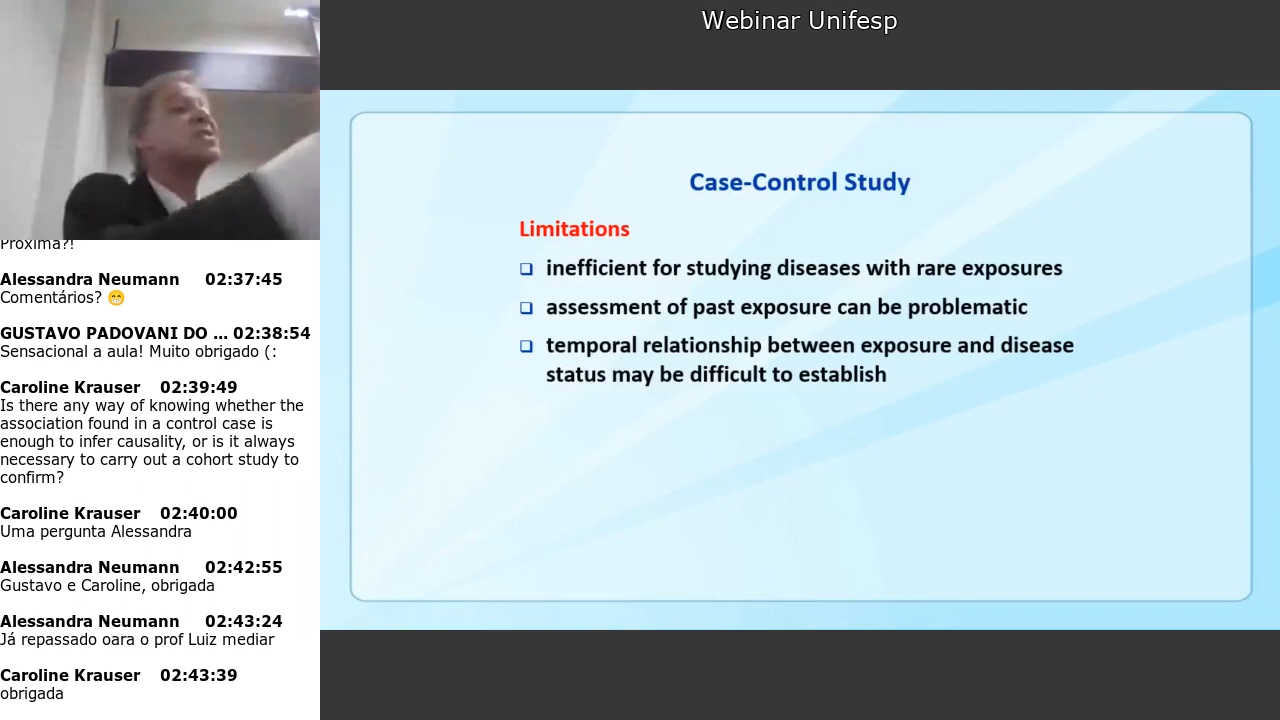 Webinar Unifesp
Case-Control Study
Limitations
inefficient for studying diseases with rare exposures
assessment of past exposure can be problematic
temporal relationship between exposure and disease
status may be difficult to establish
Proxima?!
Alessandra Neumann 02:37:45
Comentários? 😁
GUSTAVO PADOVANI DO ... 02:38:54
Sensacional a aula! Muito obrigado (:
Caroline Krauser 02:39:49
Is there any way of knowing whether the
association found in a control case is
enough to infer causality, or is it always
necessary to carry out a cohort study to
confirm?
Caroline Krauser 02:40:00
Uma pergunta Alessandra
Alessandra Neumann 02:42:55
Gustavo e Caroline, obrigada
Alessandra Neumann 02:43:24
Já repassado oara o prof Luiz mediar
Caroline Krauser 02:43:39
obrigada